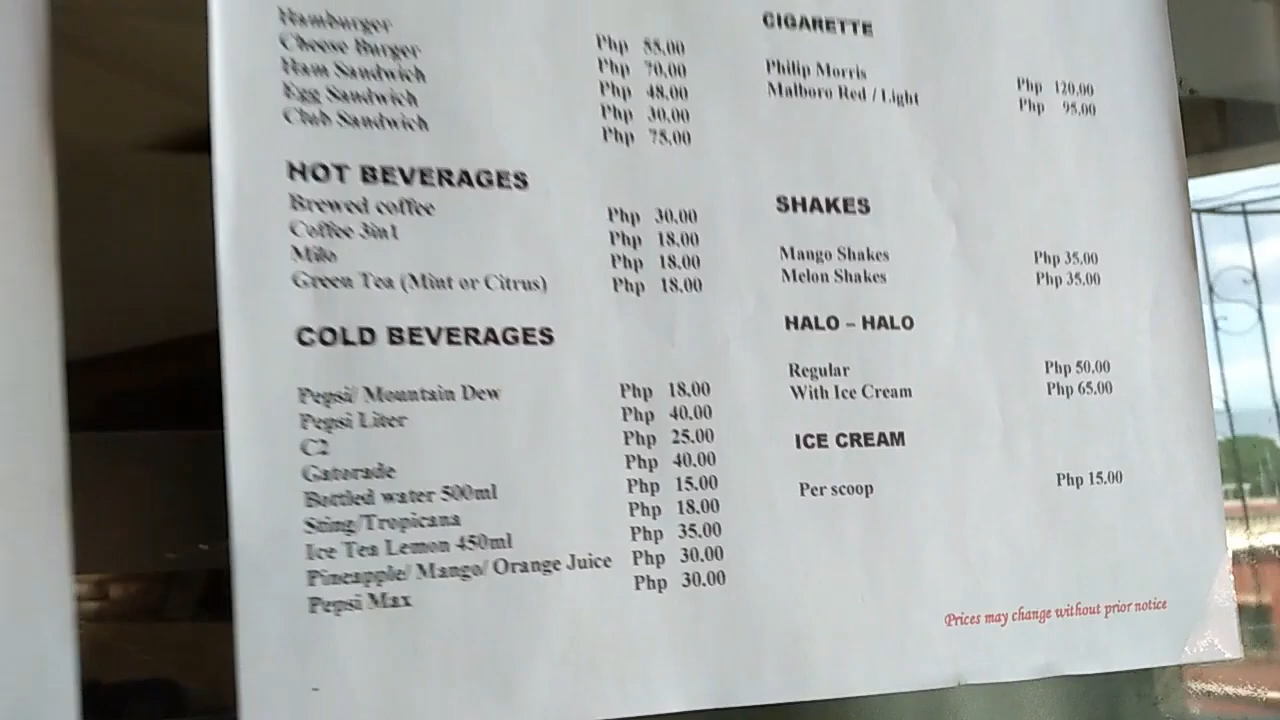 Hamburger Php 55.00
Cheese Burger Php 70.00
Ham Sandwich Php 48.00
Egg Sandwich Php 30.00
Club Sandwich Php 75.00
HOT BEVERAGES
Brewed coffee Php 30.00
Coffee 3in1 Php 18.00
Milo Php 18.00
Green Tea (Mint or Citrus) Php 18.00
COLD BEVERAGES
Pepsi/ Mountain Dew Php 18.00
Pepsi Liter Php 40.00
C2 Php 25.00
Gatorade Php 40.00
Bottled water 500ml Php 15.00
Sting/Tropicana Php 18.00
Ice Tea Lemon 450ml Php 35.00
Pineapple/ Mango/ Orange Juice Php 30.00
Pepsi Max Php 30.00
CIGARETTE
Philip Morris Php 120.00
Malboro Red / Light Php 95.00
SHAKES
Mango Shakes Php 35.00
Melon Shakes Php 35.00
HALO – HALO
Regular Php 50.00
With Ice Cream Php 65.00
ICE CREAM
Per scoop Php 15.00
Prices may change without prior notice